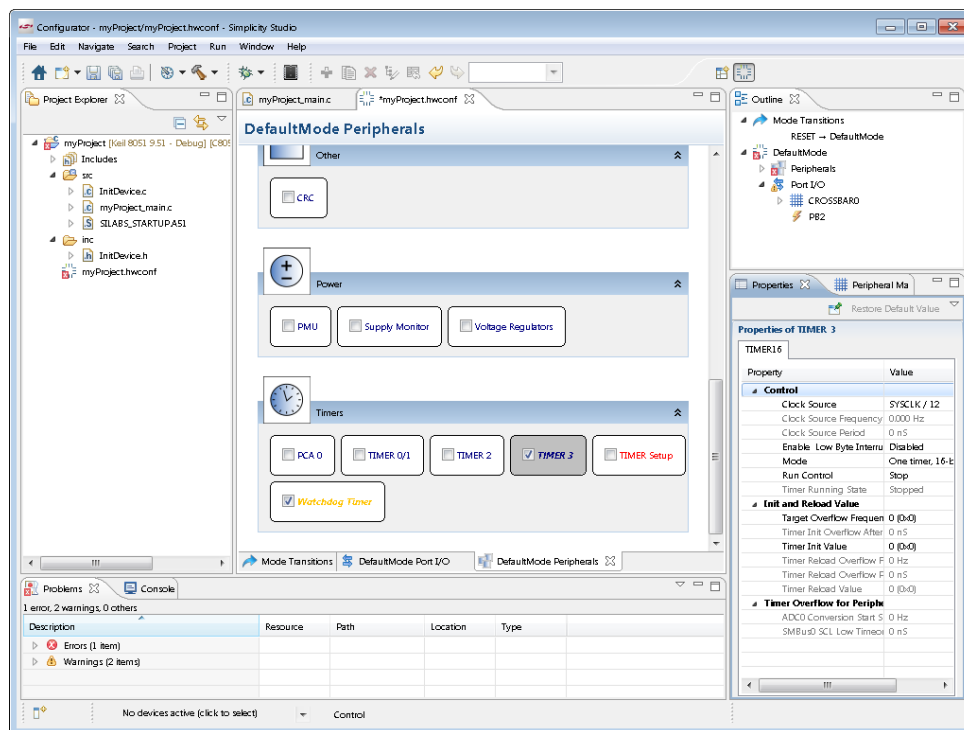 Configurator - myProject/myProject.hwconf - Simplicity Studio
File Edit Navigate Search Project Run Window Help
Project Explorer
myProject [Keil 8051 9.51 - Debug] [C805
Includes
src
InitDevice.c
myProject_main.c
SILABS_STARTUP.A51
inc
InitDevice.h
myProject.hwconf
myProject_main.c *myProject.hwconf
DefaultMode Peripherals
Other
CRC
Power
PMU Supply Monitor Voltage Regulators
Timers
PCA 0 TIMER 0/1 TIMER 2 TIMER 3 TIMER Setup
Watchdog Timer
Mode Transitions DefaultMode Port I/O DefaultMode Peripherals
Outline
Mode Transitions
RESET → DefaultMode
DefaultMode
Peripherals
Port I/O
CROSSBAR0
PB2
Properties Peripheral Ma
Restore Default Value
Properties of TIMER 3
TIMER16
Property Value
Control
Clock Source SYSCLK / 12
Clock Source Frequency 0.000 Hz
Clock Source Period 0 nS
Enable Low Byte Interru Disabled
Mode One timer, 16-b
Run Control Stop
Timer Running State Stopped
Init and Reload Value
Target Overflow Frequen 0 (0x0)
Timer Init Overflow After 0 nS
Timer Init Value 0 (0x0)
Timer Reload Overflow F 0 Hz
Timer Reload Overflow P 0 nS
Timer Reload Value 0 (0x0)
Timer Overflow for Periphe
ADC0 Conversion Start S 0 Hz
SMBus0 SCL Low Timeou 0 nS
Problems Console
1 error, 2 warnings, 0 others
Description Resource Path Location Type
Errors (1 item)
Warnings (2 items)
No devices active (click to select) Control